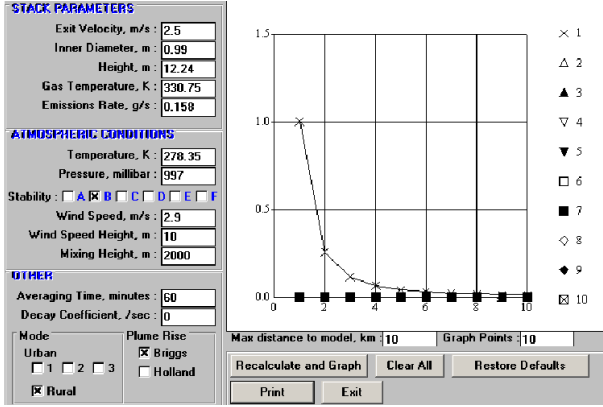 STACK PARAMETERS
Exit Velocity, m/s : 2.5
Inner Diameter, m : 0.99
Height, m : 12.24
Gas Temperature, K : 330.75
Emissions Rate, g/s : 0.158
ATMOSPHERIC CONDITIONS
Temperature, K : 278.35
Pressure, millibar : 997
Stability : A B C D E F
Wind Speed, m/s : 2.9
Wind Speed Height, m : 10
Mixing Height, m : 2000
OTHER
Averaging Time, minutes : 60
Decay Coefficient, /sec : 0
Mode
Urban
1 2 3
Rural
Plume Rise
Briggs
Holland
1.5
1.0
0.5
0.0
0 2 4 6 8 10
1
2
3
4
5
6
7
8
9
10
Max distance to model, km : 10 Graph Points : 10
Recalculate and Graph Clear All Restore Defaults
Print Exit